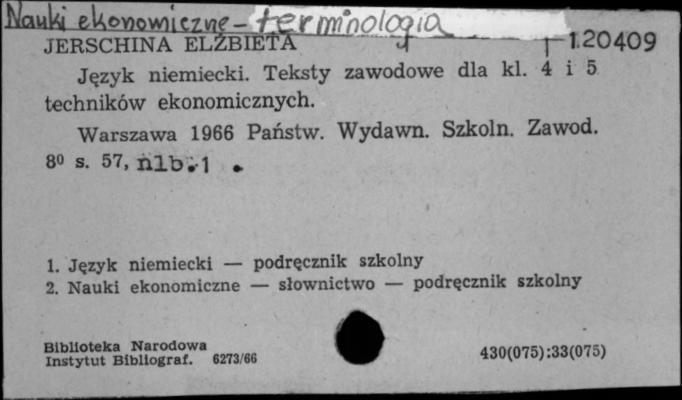 Nauki ekonomiczne - terminologia
JERSCHINA ELŻBIETA 1.20409
Język niemiecki. Teksty zawodowe dla kl. 4 i 5
techników ekonomicznych.
Warszawa 1966 Państw. Wydawn. Szkoln. Zawod.
8⁰ s. 57, nlb.1 .
1. Język niemiecki — podręcznik szkolny
2. Nauki ekonomiczne — słownictwo — podręcznik szkolny
Biblioteka Narodowa
Instytut Bibliograf. 6273/66 430(075):33(075)